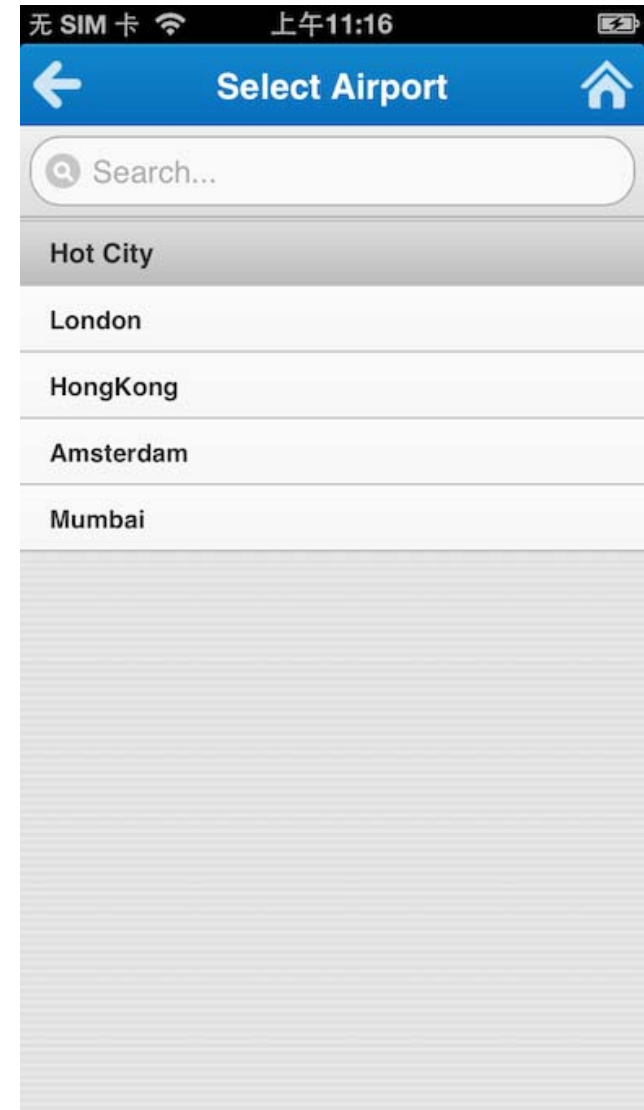 无 SIM 卡 上午11:16
Select Airport
Search...
Hot City
London
HongKong
Amsterdam
Mumbai